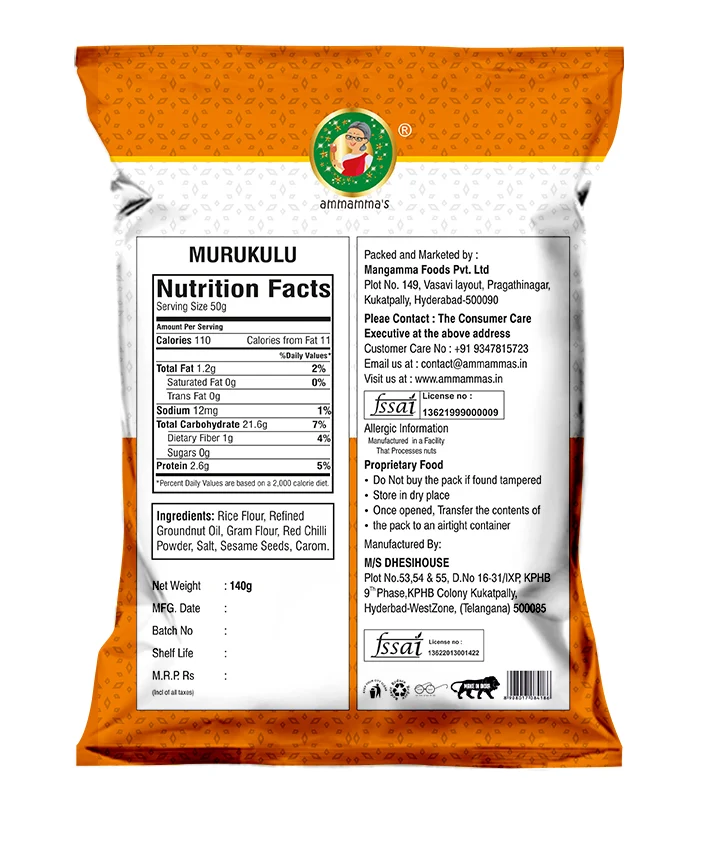 ®
ammamma's
MURUKULU
Nutrition Facts
Serving Size 50g
Amount Per Serving
Calories 110 Calories from Fat 11
%Daily Values*
Total Fat 1.2g 2%
Saturated Fat 0g 0%
Trans Fat 0g
Sodium 12mg 1%
Total Carbohydrate 21.6g 7%
Dietary Fiber 1g 4%
Sugars 0g
Protein 2.6g 5%
*Percent Daily Values are based on a 2,000 calorie diet.
Ingredients: Rice Flour, Refined
Groundnut Oil, Gram Flour, Red Chilli
Powder, Salt, Sesame Seeds, Carom.
Net Weight : 140g
MFG. Date :
Batch No :
Shelf Life :
M.R.P. Rs :
(Incl of all taxes)
Packed and Marketed by :
Mangamma Foods Pvt. Ltd
Plot No. 149, Vasavi layout, Pragathinagar,
Kukatpally, Hyderabad-500090
Pleae Contact : The Consumer Care
Executive at the above address
Customer Care No : +91 9347815723
Email us at : contact@ammammas.in
Visit us at : www.ammammas.in
fssai License no :
13621999000009
Allergic Information
Manufactured in a Facility
That Processes nuts
Proprietary Food
• Do Not buy the pack if found tampered
• Store in dry place
• Once opened, Transfer the contents of
• the pack to an airtight container
Manufactured By:
M/S DHESIHOUSE
Plot No.53,54 & 55, D.No 16-31/IXP, KPHB
9Th Phase,KPHB Colony Kukatpally,
Hyderbad-WestZone, (Telangana) 500085
fssai License no :
13622013001422
MAKE IN INDIA
8908017084186